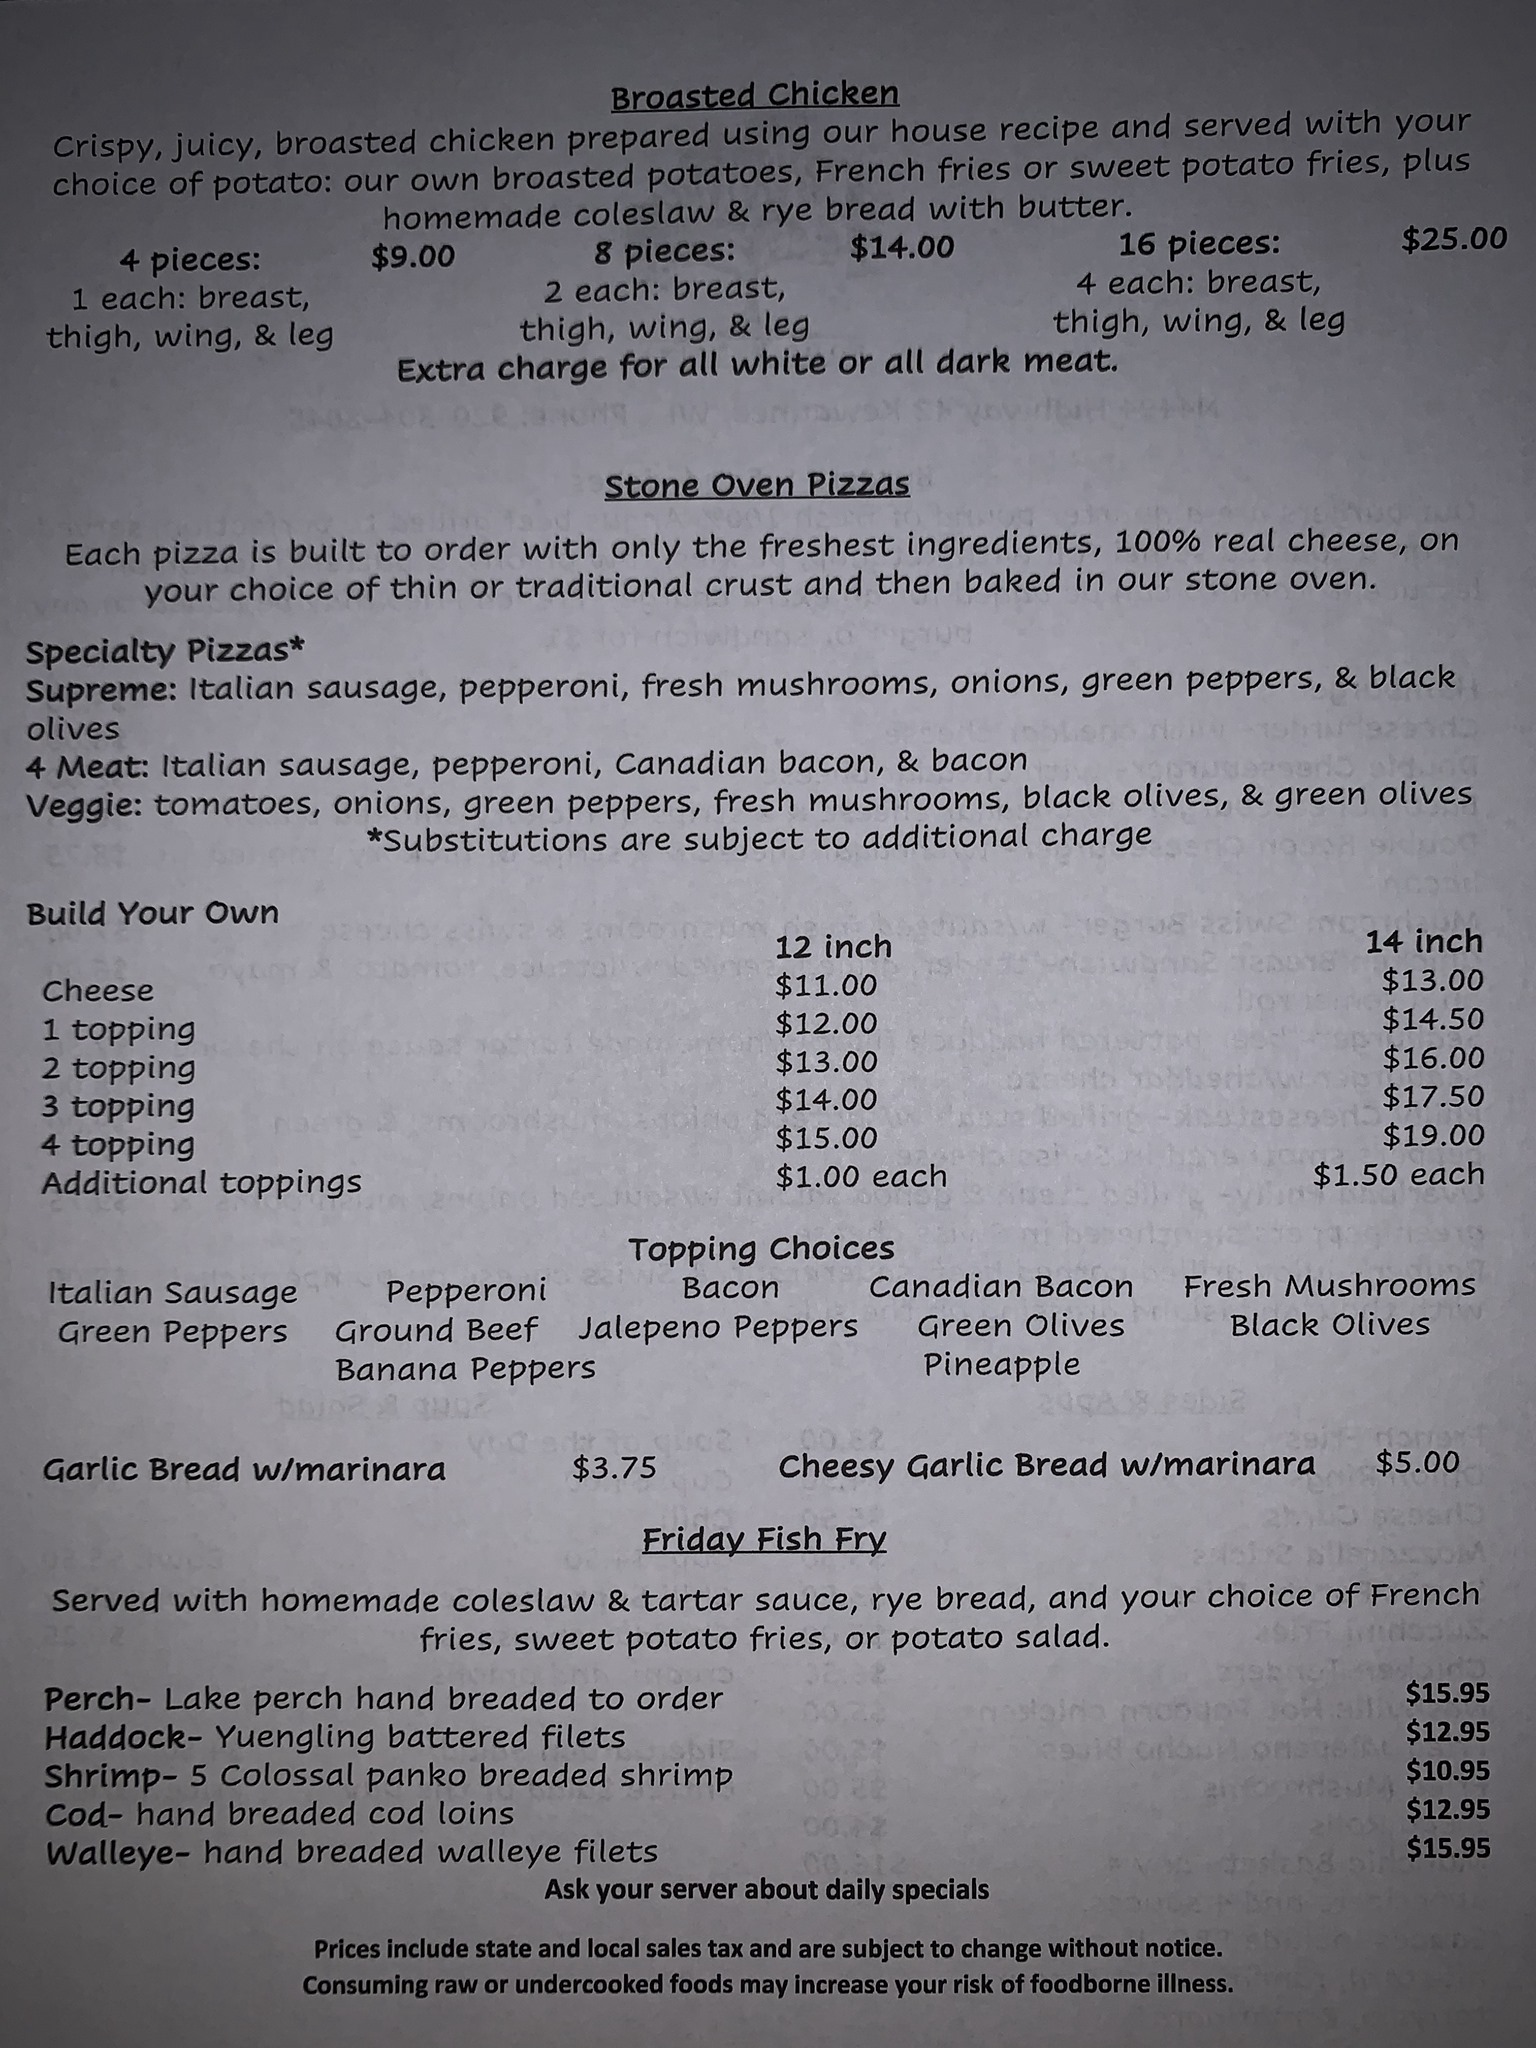 Broasted Chicken
Crispy, juicy, broasted chicken prepared using our house recipe and served with your
choice of potato: our own broasted potatoes, French fries or sweet potato fries, plus
homemade coleslaw & rye bread with butter.
4 pieces: $9.00 8 pieces: $14.00 16 pieces: $25.00
1 each: breast, 2 each: breast, 4 each: breast,
thigh, wing, & leg thigh, wing, & leg thigh, wing, & leg
Extra charge for all white or all dark meat.
Stone Oven Pizzas
Each pizza is built to order with only the freshest ingredients, 100% real cheese, on
your choice of thin or traditional crust and then baked in our stone oven.
Specialty Pizzas*
Supreme: Italian sausage, pepperoni, fresh mushrooms, onions, green peppers, & black
olives
4 Meat: Italian sausage, pepperoni, Canadian bacon, & bacon
Veggie: tomatoes, onions, green peppers, fresh mushrooms, black olives, & green olives
*Substitutions are subject to additional charge
Build Your Own
12 inch 14 inch
Cheese $11.00 $13.00
1 topping $12.00 $14.50
2 topping $13.00 $16.00
3 topping $14.00 $17.50
4 topping $15.00 $19.00
Additional toppings $1.00 each $1.50 each
Topping Choices
Italian Sausage Pepperoni Bacon Canadian Bacon Fresh Mushrooms
Green Peppers Ground Beef Jalepeno Peppers Green Olives Black Olives
Banana Peppers Pineapple
Garlic Bread w/marinara $3.75 Cheesy Garlic Bread w/marinara $5.00
Friday Fish Fry
Served with homemade coleslaw & tartar sauce, rye bread, and your choice of French
fries, sweet potato fries, or potato salad.
Perch- Lake perch hand breaded to order $15.95
Haddock- Yuengling battered filets $12.95
Shrimp- 5 Colossal panko breaded shrimp $10.95
Cod- hand breaded cod loins $12.95
Walleye- hand breaded walleye filets $15.95
Ask your server about daily specials
Prices include state and local sales tax and are subject to change without notice.
Consuming raw or undercooked foods may increase your risk of foodborne illness.